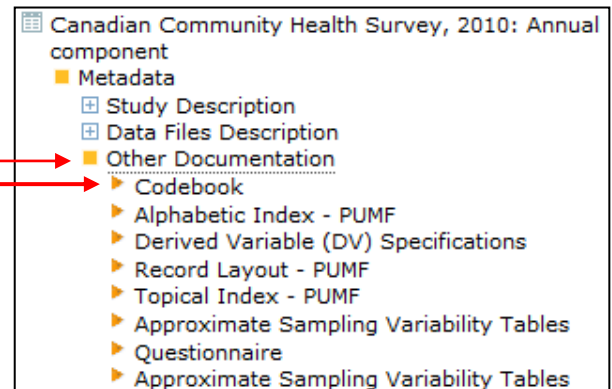 Canadian Community Health Survey, 2010: Annual
component
Metadata
Study Description
Data Files Description
Other Documentation
Codebook
Alphabetic Index - PUMF
Derived Variable (DV) Specifications
Record Layout - PUMF
Topical Index - PUMF
Approximate Sampling Variability Tables
Questionnaire
Approximate Sampling Variability Tables